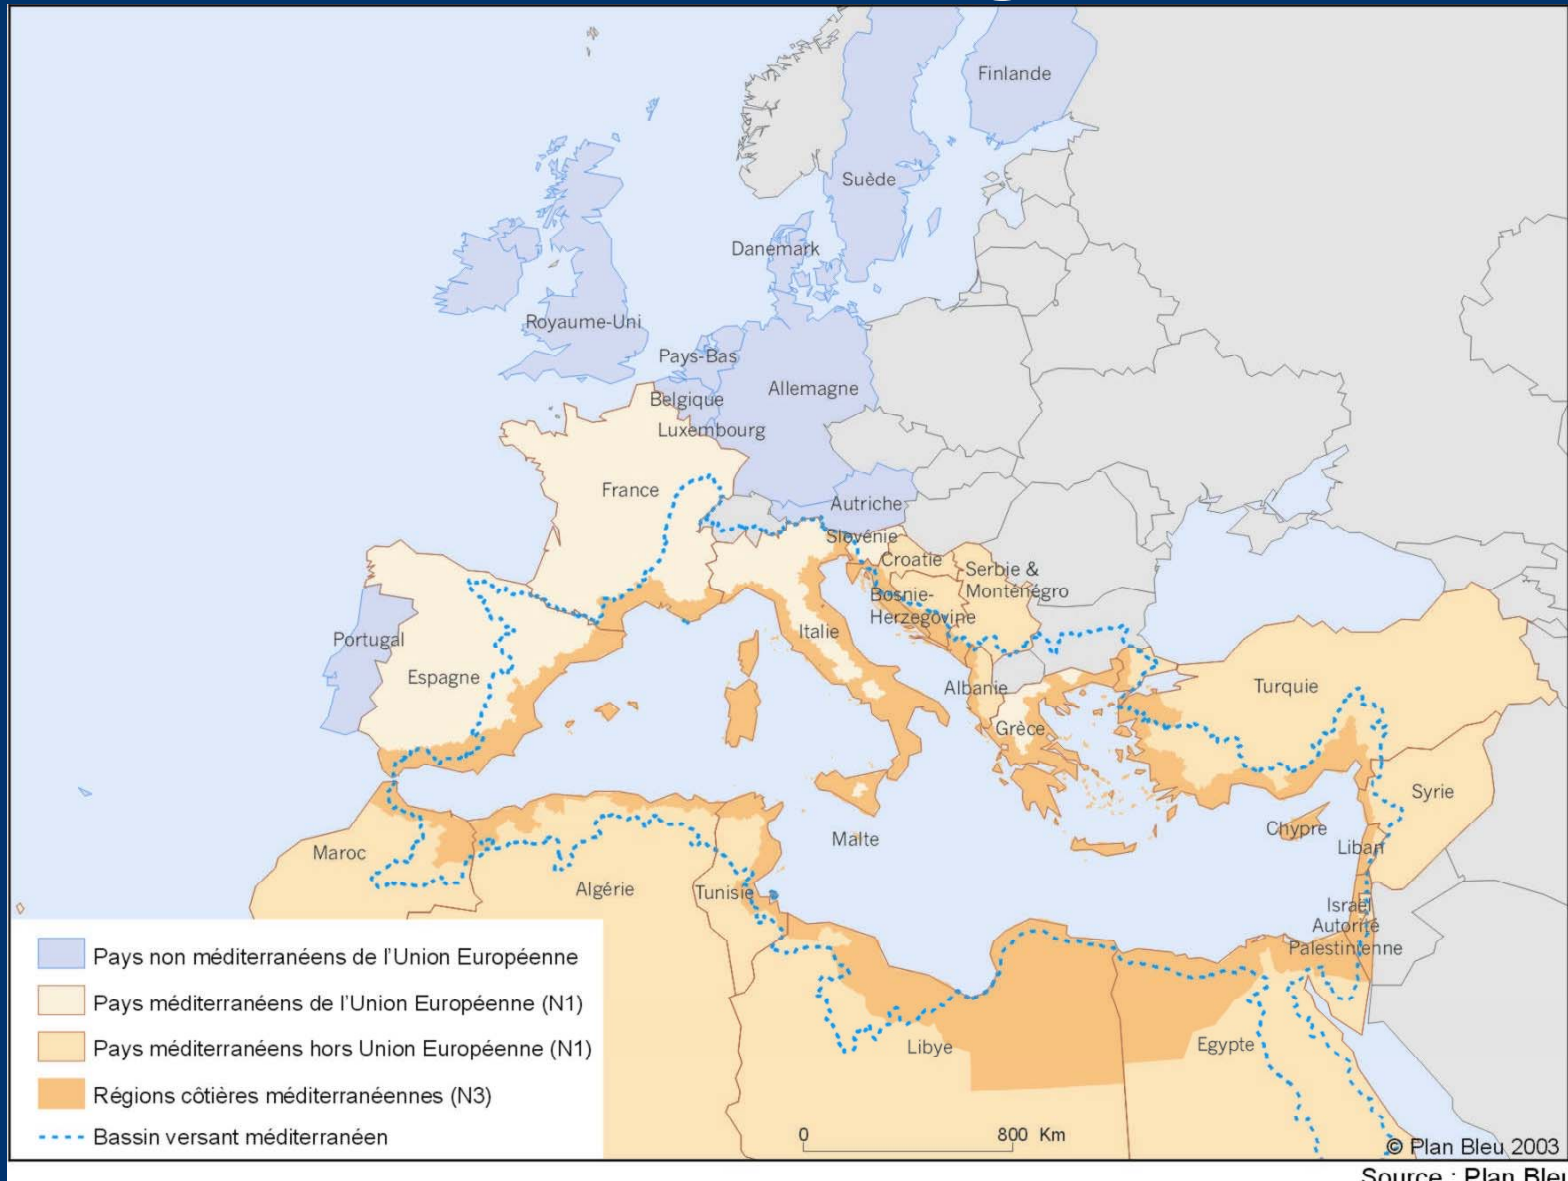 Finlande
Suède
Danemark
Royaume-Uni
Pays-Bas
Allemagne
Belgique
Luxembourg
France
Autriche
Slovénie
Croatie
Serbie &
Monténégro
Bosnie-
Herzegovine
Portugal
Espagne
Italie
Albanie
Grèce
Turquie
Syrie
Chypre
Liban
Malte
Maroc
Algérie
Tunisie
Israël
Autorité
Palestinienne
Libye
Egypte
Pays non méditerranéens de l'Union Européenne
Pays méditerranéens de l'Union Européenne (N1)
Pays méditerranéens hors Union Européenne (N1)
Régions côtières méditerranéennes (N3)
Bassin versant méditerranéen
0 800 Km
© Plan Bleu 2003
Source : Plan Bleu